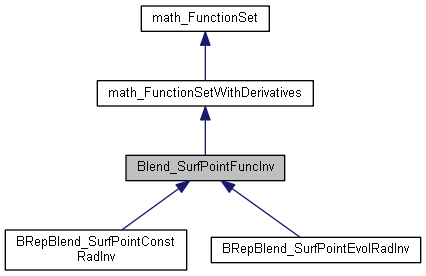 math_FunctionSet
math_FunctionSetWithDerivatives
Blend_SurfPointFuncInv
BRepBlend_SurfPointConst
RadInv
BRepBlend_SurfPointEvolRadInv